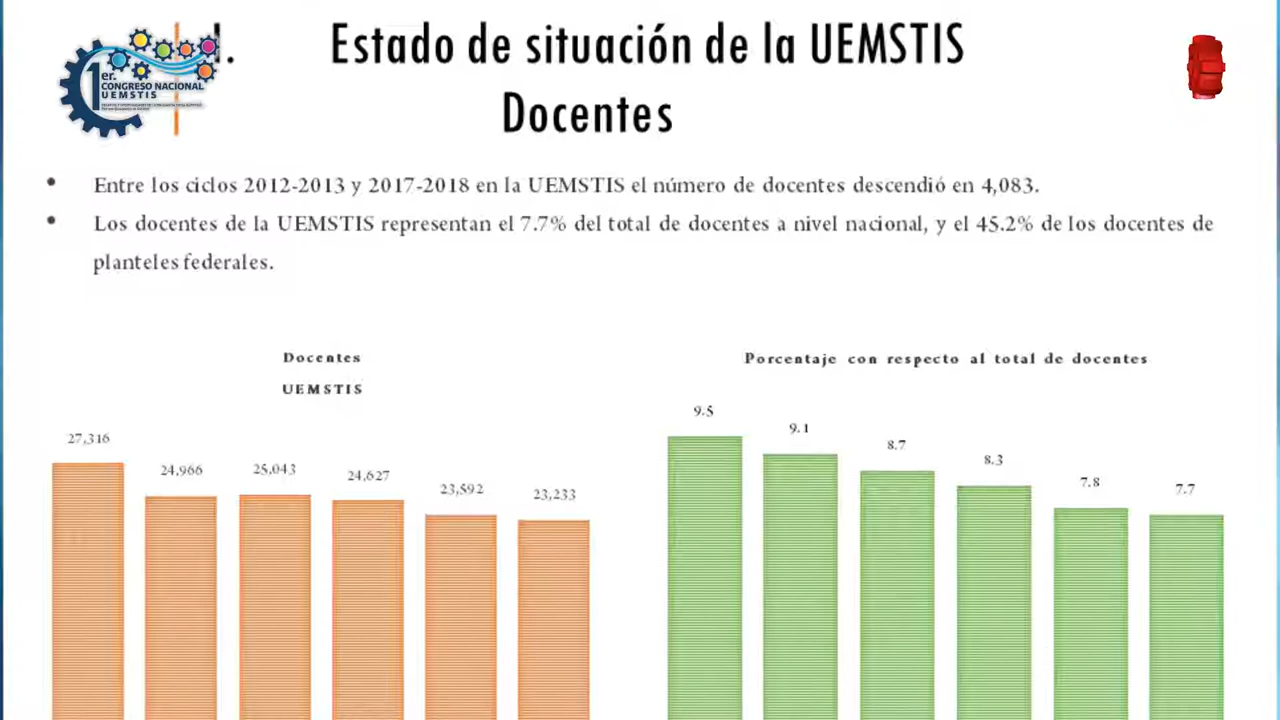 I. Estado de situación de la UEMSTIS
Docentes
1er.
CONGRESO NACIONAL
UEMSTIS
• Entre los ciclos 2012-2013 y 2017-2018 en la UEMSTIS el número de docentes descendió en 4,083.
• Los docentes de la UEMSTIS representan el 7.7% del total de docentes a nivel nacional, y el 45.2% de los docentes de
planteles federales.
Docentes
UEMSTIS
27,316
24,966
25,043
24,627
23,592
23,233
Porcentaje con respecto al total de docentes
9.5
9.1
8.7
8.3
7.8
7.7